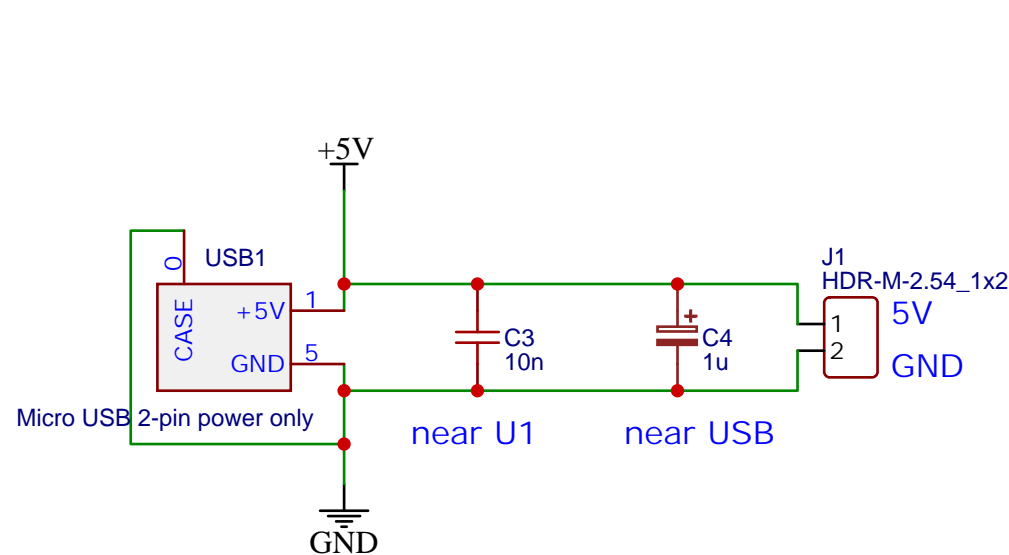 +5V
USB1
0
CASE
+5V
1
GND
5
Micro USB 2-pin power only
C3
10n
near U1
+
C4
1u
near USB
J1
HDR-M-2.54_1x2
1
2
5V
GND
GND